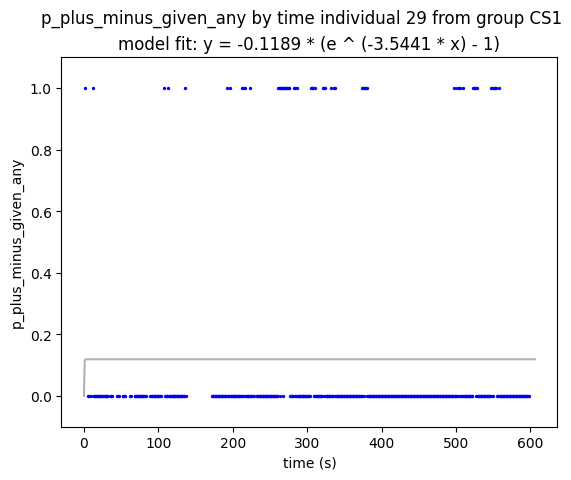 p_plus_minus_given_any by time individual 29 from group CS1
model fit: y = -0.1189 * (e ^ (-3.5441 * x) - 1)
p_plus_minus_given_any
1.0
0.8
0.6
0.4
0.2
0.0
0 100 200 300 400 500 600
time (s)